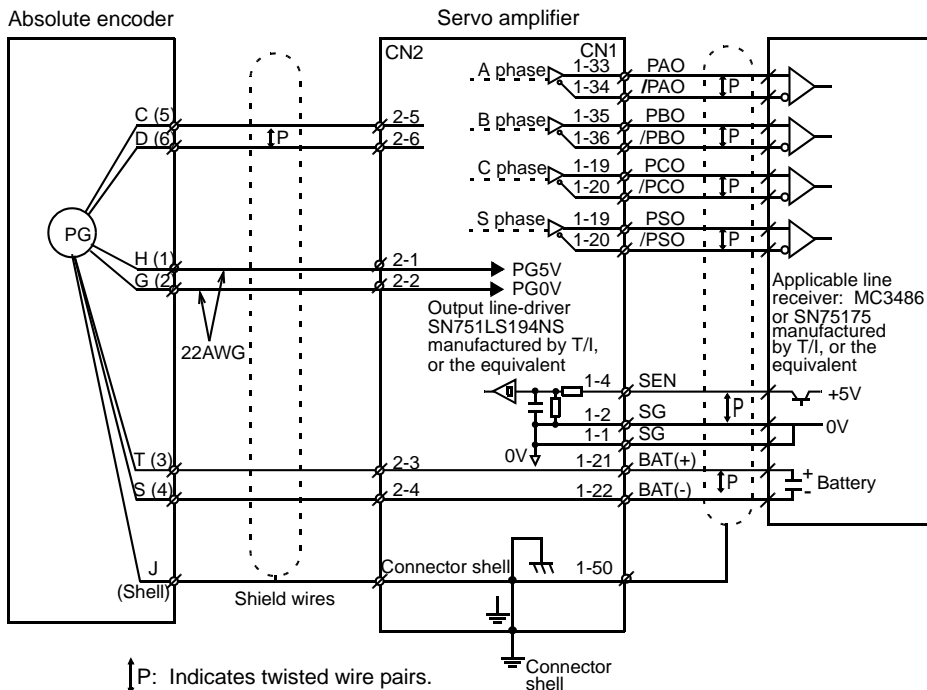 Absolute encoder
Servo amplifier
CN2
CN1
A phase
1-33
PAO
P
1-34
/PAO
C (5)
2-5
B phase
1-35
PBO
P
D (6)
P
2-6
1-36
/PBO
C phase
1-19
PCO
P
1-20
/PCO
S phase
1-19
PSO
P
PG
1-20
/PSO
H (1)
2-1
PG5V
G (2)
2-2
PG0V
Output line-driver
SN751LS194NS
manufactured by T/I,
or the equivalent
Applicable line
receiver: MC3486
or SN75175
manufactured
by T/I, or the
equivalent
22AWG
1-4
SEN
+5V
P
1-2
SG
0V
1-1
SG
0V
T (3)
2-3
1-21
BAT(+)
P
+
Battery
-
S (4)
2-4
1-22
BAT(-)
J
(Shell)
Shield wires
Connector shell
1-50
P: Indicates twisted wire pairs.
Connector
shell